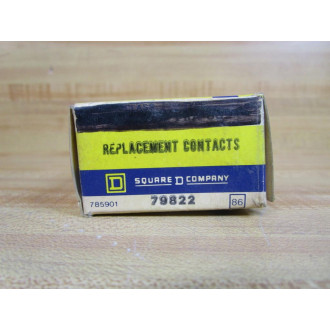 REPLACEMENT CONTACTS
D SQUARE D COMPANY
785901 79822 86